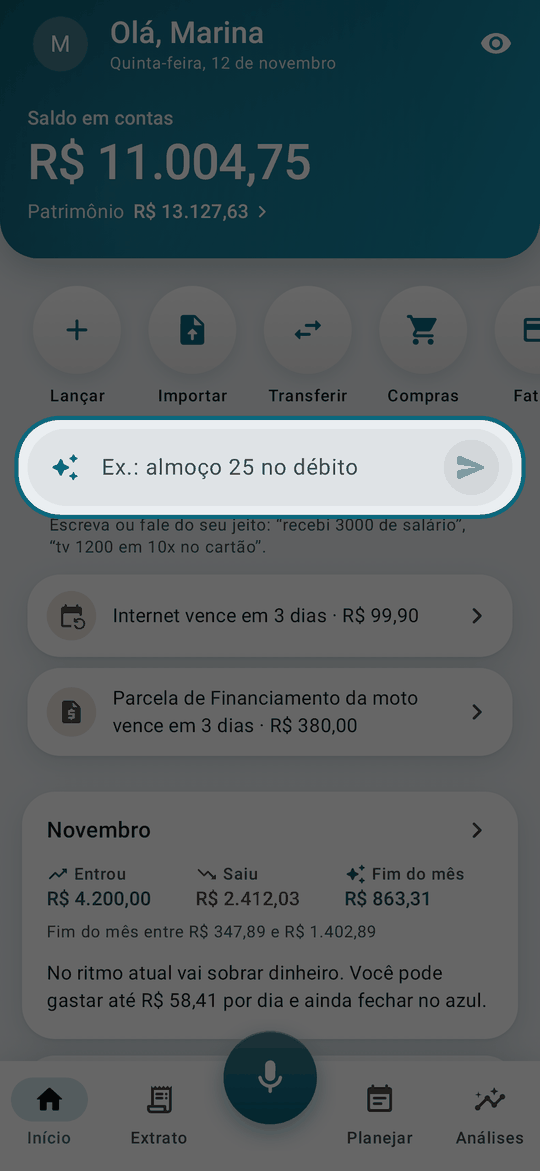 M
Olá, Marina
Quinta-feira, 12 de novembro
Saldo em contas
R$ 11.004,75
Patrimônio R$ 13.127,63
Lançar
Importar
Transferir
Compras
Fat
Ex.: almoço 25 no débito
Escreva ou fale do seu jeito: “recebi 3000 de salário”,
“tv 1200 em 10x no cartão”.
Internet vence em 3 dias · R$ 99,90
Parcela de Financiamento da moto
vence em 3 dias · R$ 380,00
Novembro
Entrou
Saiu
Fim do mês
R$ 4.200,00
R$ 2.412,03
R$ 863,31
Fim do mês entre R$ 347,89 e R$ 1.402,89
No ritmo atual vai sobrar dinheiro. Você pode
gastar até R$ 58,41 por dia e ainda fechar no azul.
Início
Extrato
Planejar
Análises